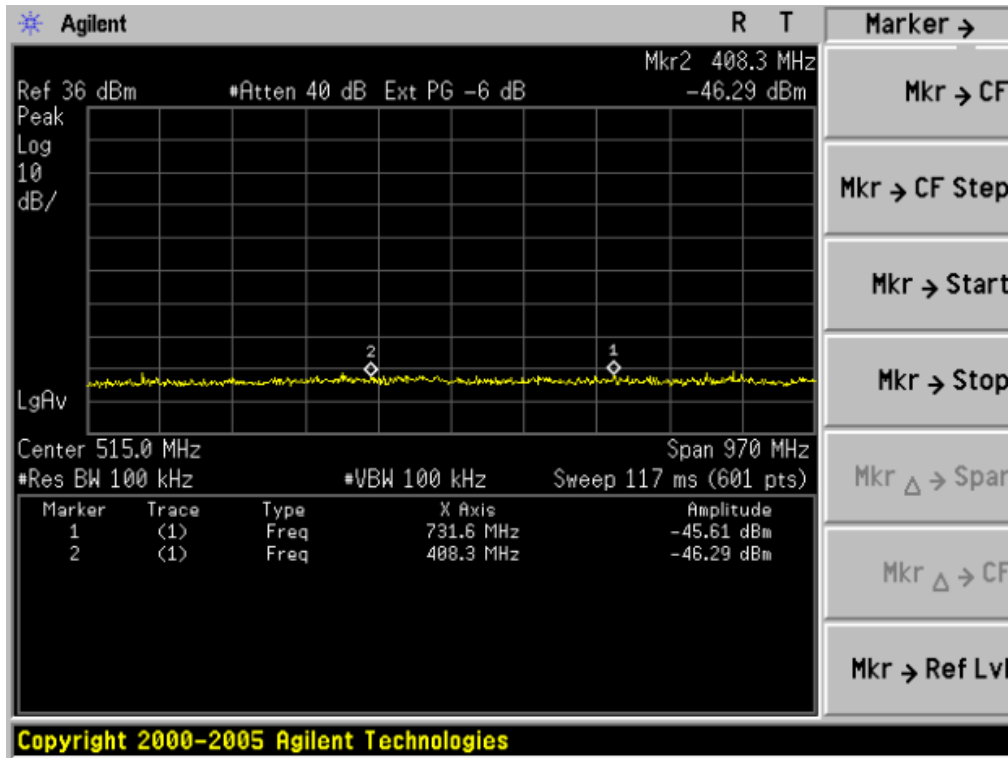 Agilent R T
Mkr2 408.3 MHz
Ref 36 dBm #Atten 40 dB Ext PG -6 dB -46.29 dBm
Peak
Log
10
dB/
2 1
LgAv
Center 515.0 MHz Span 970 MHz
#Res BW 100 kHz #VBW 100 kHz Sweep 117 ms (601 pts)
Marker Trace Type X Axis Amplitude
1 (1) Freq 731.6 MHz -45.61 dBm
2 (1) Freq 408.3 MHz -46.29 dBm
Copyright 2000-2005 Agilent Technologies
Marker →
Mkr → CF
Mkr → CF Step
Mkr → Start
Mkr → Stop
Mkr △ → Span
Mkr △ → CF
Mkr → Ref Lvl